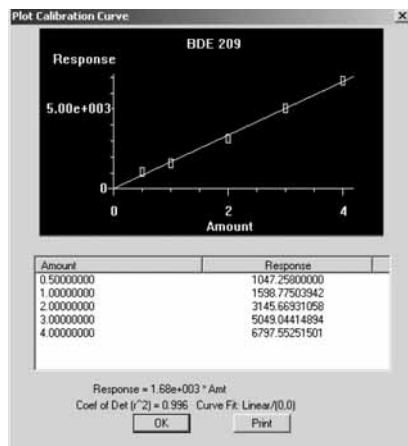 Plot Calibration Curve
BDE 209
Response
5.00e+003
0
0 2 4
Amount
Amount Response
0.50000000 1047.25800000
1.00000000 1598.77503942
2.00000000 3145.66931058
3.00000000 5049.04414894
4.00000000 6797.55251501
Response = 1.68e+003 * Amt
Coef of Det (r^2) = 0.996 Curve Fit: Linear/(0,0)
OK Print